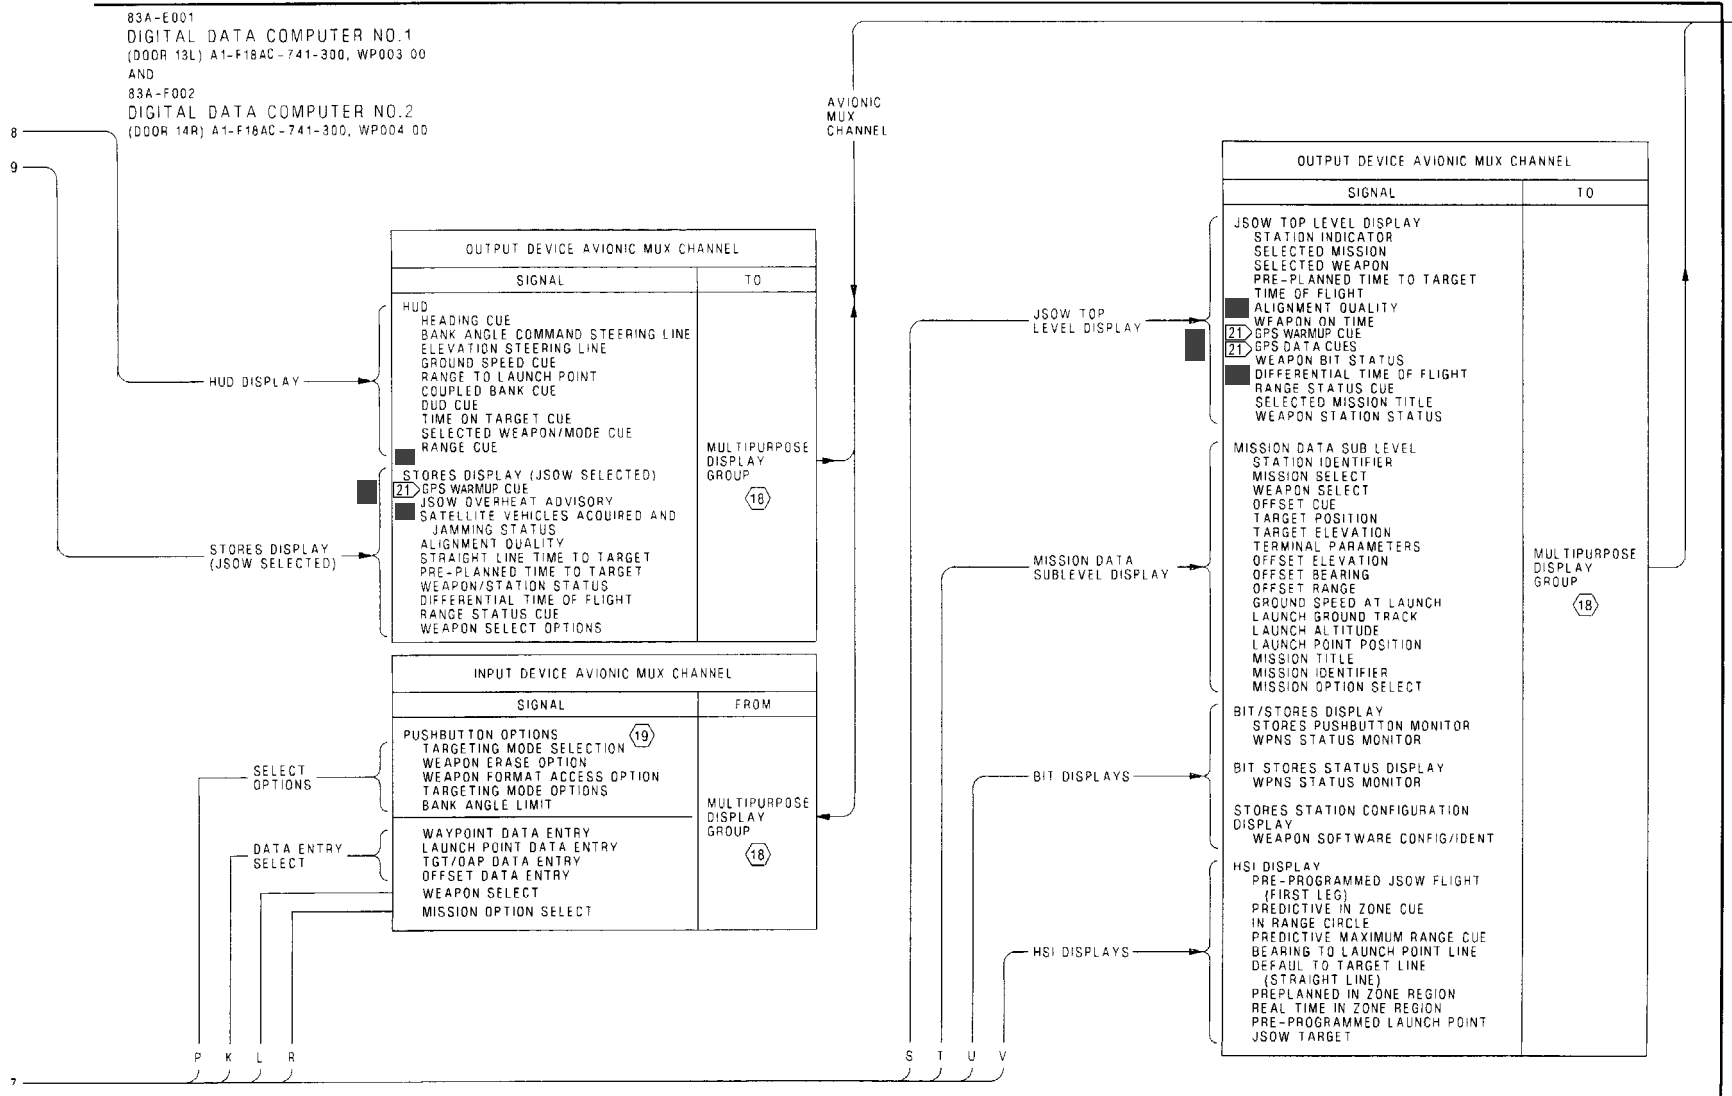 83A-E001
DIGITAL DATA COMPUTER NO.1
(DOOR 13L) A1-F18AC-741-300, WP003 00
AND
83A-F002
DIGITAL DATA COMPUTER NO.2
(DOOR 14R) A1-F18AC-741-300, WP004 00
8
9
AVIONIC
MUX
CHANNEL
OUTPUT DEVICE AVIONIC MUX CHANNEL
SIGNAL TO
HUD DISPLAY
HUD
HEADING CUE
BANK ANGLE COMMAND STEERING LINE
ELEVATION STEERING LINE
GROUND SPEED CUE
RANGE TO LAUNCH POINT
COUPLED BANK CUE
DUD CUE
TIME ON TARGET CUE
SELECTED WEAPON/MODE CUE
RANGE CUE
STORES DISPLAY
(JSOW SELECTED)
STORES DISPLAY (JSOW SELECTED)
21 GPS WARMUP CUE
JSOW OVERHEAT ADVISORY
SATELLITE VEHICLES ACQUIRED AND
JAMMING STATUS
ALIGNMENT QUALITY
STRAIGHT LINE TIME TO TARGET
PRE-PLANNED TIME TO TARGET
WEAPON/STATION STATUS
DIFFERENTIAL TIME OF FLIGHT
RANGE STATUS CUE
WEAPON SELECT OPTIONS
MULTIPURPOSE
DISPLAY
GROUP
18
INPUT DEVICE AVIONIC MUX CHANNEL
SIGNAL FROM
SELECT
OPTIONS
PUSHBUTTON OPTIONS 19
TARGETING MODE SELECTION
WEAPON ERASE OPTION
WEAPON FORMAT ACCESS OPTION
TARGETING MODE OPTIONS
BANK ANGLE LIMIT
DATA ENTRY
SELECT
WAYPOINT DATA ENTRY
LAUNCH POINT DATA ENTRY
TGT/OAP DATA ENTRY
OFFSET DATA ENTRY
WEAPON SELECT
MISSION OPTION SELECT
MULTIPURPOSE
DISPLAY
GROUP
18
OUTPUT DEVICE AVIONIC MUX CHANNEL
SIGNAL TO
JSOW TOP
LEVEL DISPLAY
JSOW TOP LEVEL DISPLAY
STATION INDICATOR
SELECTED MISSION
SELECTED WEAPON
PRE-PLANNED TIME TO TARGET
TIME OF FLIGHT
ALIGNMENT QUALITY
WEAPON ON TIME
21 GPS WARMUP CUE
21 GPS DATA CUES
WEAPON BIT STATUS
DIFFERENTIAL TIME OF FLIGHT
RANGE STATUS CUE
SELECTED MISSION TITLE
WEAPON STATION STATUS
MISSION DATA
SUBLEVEL DISPLAY
MISSION DATA SUB LEVEL
STATION IDENTIFIER
MISSION SELECT
WEAPON SELECT
OFFSET CUE
TARGET POSITION
TARGET ELEVATION
TERMINAL PARAMETERS
OFFSET ELEVATION
OFFSET BEARING
OFFSET RANGE
GROUND SPEED AT LAUNCH
LAUNCH GROUND TRACK
LAUNCH ALTITUDE
LAUNCH POINT POSITION
MISSION TITLE
MISSION IDENTIFIER
MISSION OPTION SELECT
MULTIPURPOSE
DISPLAY
GROUP
18
BIT DISPLAYS
BIT/STORES DISPLAY
STORES PUSHBUTTON MONITOR
WPNS STATUS MONITOR
BIT STORES STATUS DISPLAY
WPNS STATUS MONITOR
STORES STATION CONFIGURATION
DISPLAY
WEAPON SOFTWARE CONFIG/IDENT
HSI DISPLAYS
HSI DISPLAY
PRE-PROGRAMMED JSOW FLIGHT
(FIRST LEG)
PREDICTIVE IN ZONE CUE
IN RANGE CIRCLE
PREDICTIVE MAXIMUM RANGE CUE
BEARING TO LAUNCH POINT LINE
DEFAUL TO TARGET LINE
(STRAIGHT LINE)
PREPLANNED IN ZONE REGION
REAL TIME IN ZONE REGION
PRE-PROGRAMMED LAUNCH POINT
JSOW TARGET
P K L R S T U V
7